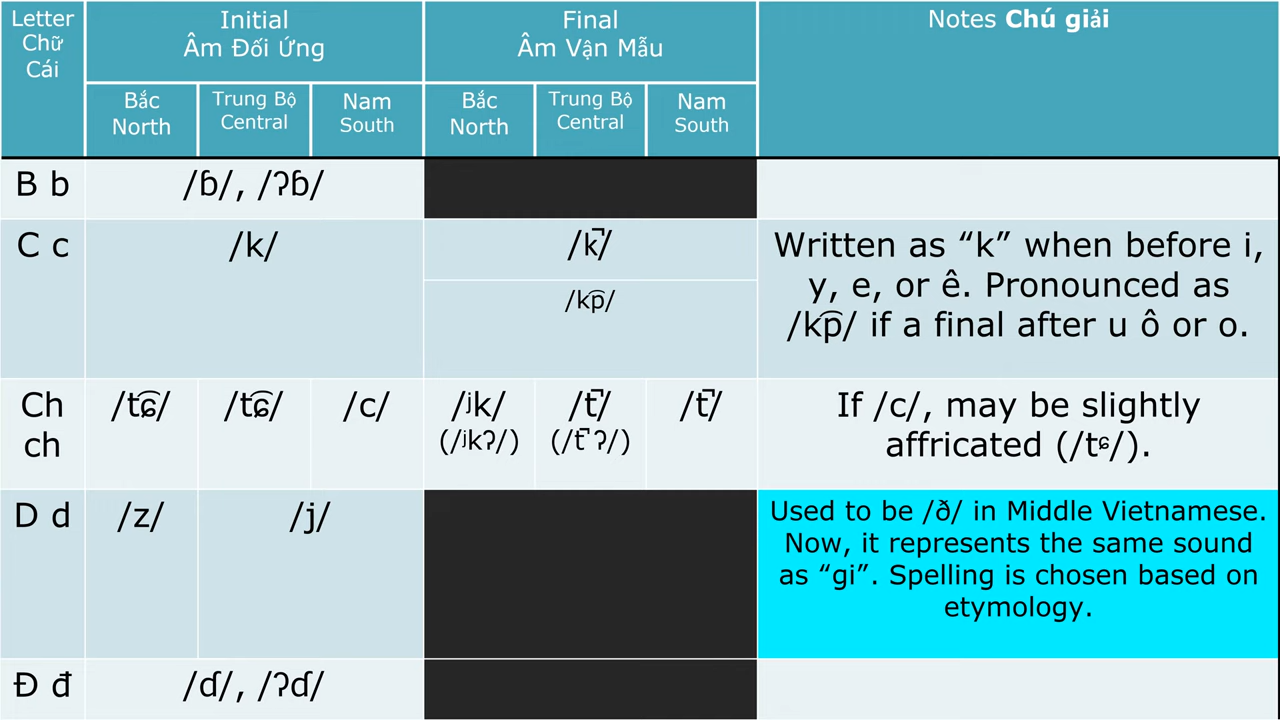 Letter
Chữ
Cái
Initial
Âm Đối Ứng
Final
Âm Vận Mẫu
Notes Chú giải
Bắc
North
Trung Bộ
Central
Nam
South
Bắc
North
Trung Bộ
Central
Nam
South
B b
/ɓ/, /ʔɓ/
C c
/k/
/k̚/
/k͡p/
Written as “k” when before i,
y, e, or ê. Pronounced as
/k͡p/ if a final after u ô or o.
Ch
ch
/t͡ɕ/
/t͡ɕ/
/c/
/ʲk/
(/ʲkʔ/)
/t̚/
(/t̚ ʔ/)
/t̚/
If /c/, may be slightly
affricated (/tᶝ/).
D d
/z/
/j/
Used to be /ð/ in Middle Vietnamese.
Now, it represents the same sound
as “gi”. Spelling is chosen based on
etymology.
Đ đ
/ɗ/, /ʔɗ/